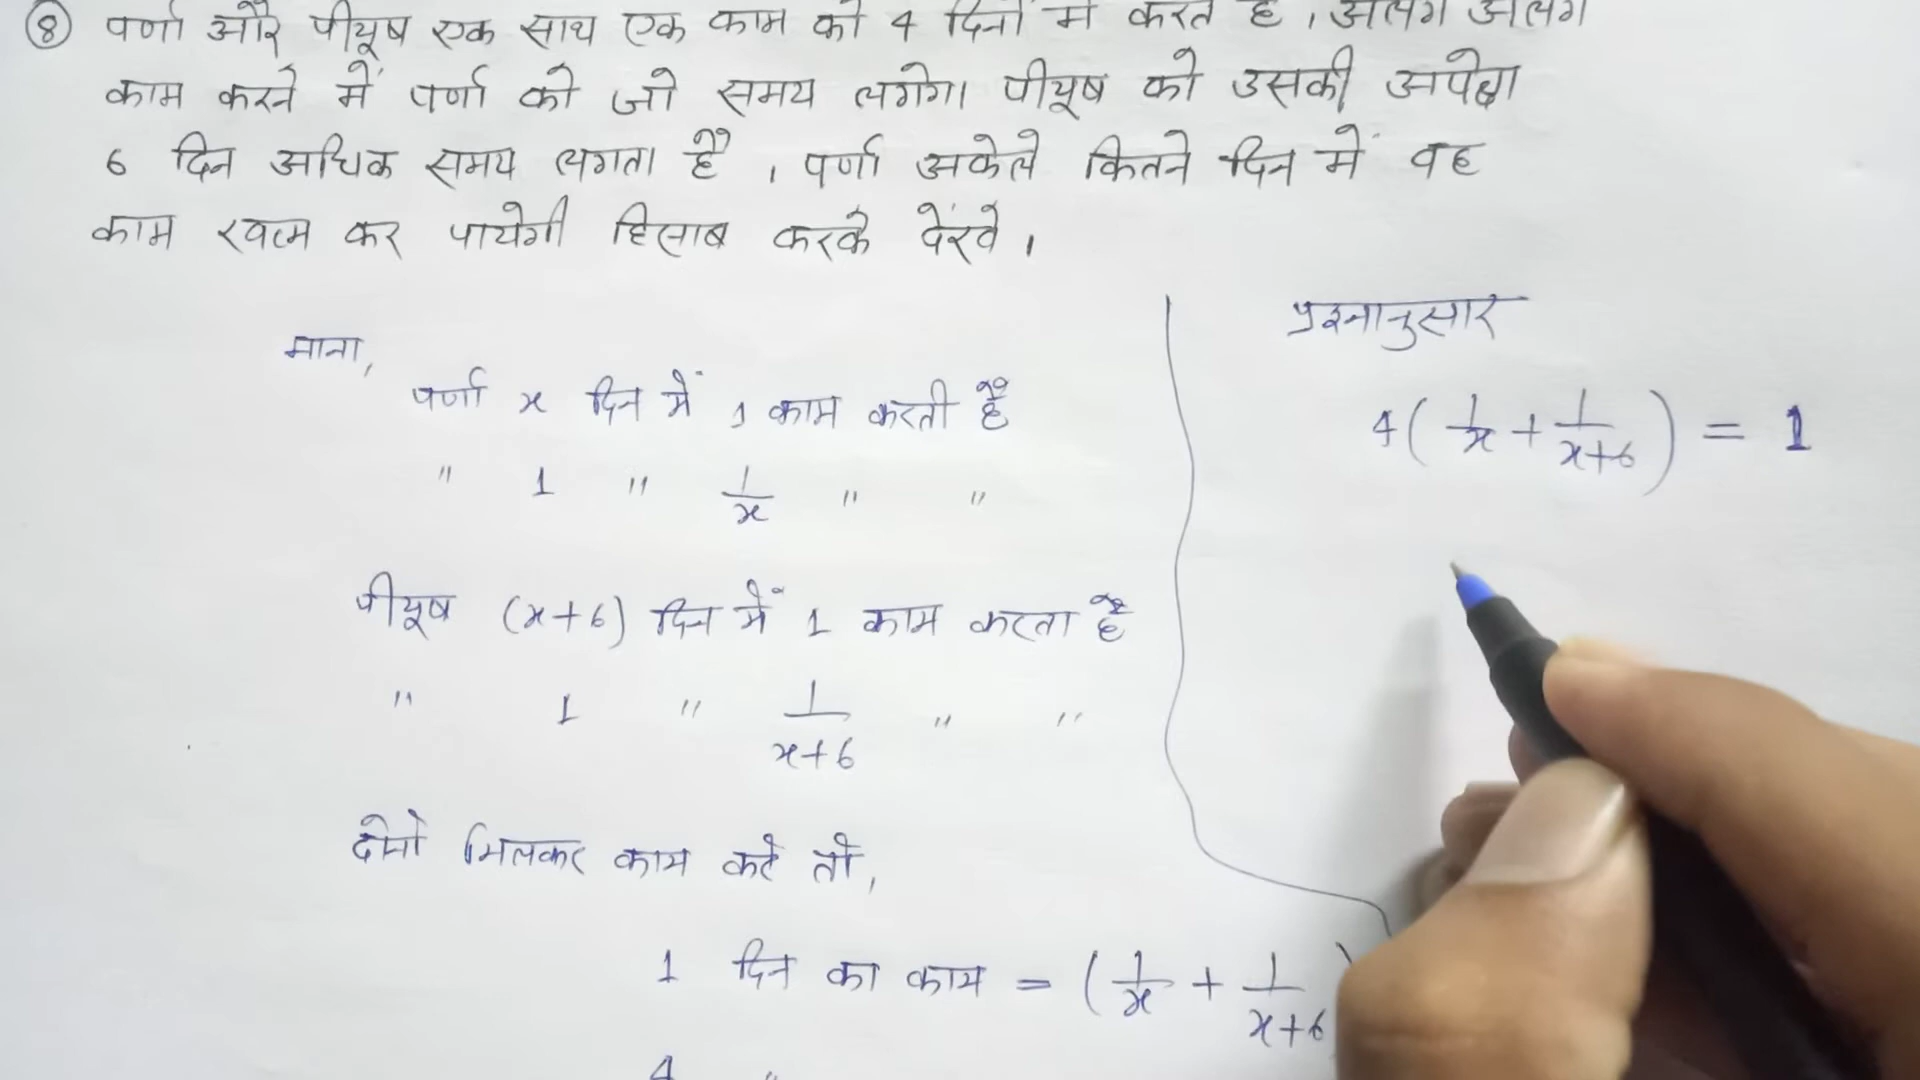 ⑧ पर्णा और पीयूष एक साथ एक काम को 4 दिनों में करते है । अलग अलग
काम करने में पर्णा को जो समय लगेगा पीयूष को उसकी अपेक्षा
6 दिन अधिक समय लगता है । पर्णा अकेले कितने दिन में वह
काम खत्म कर पायेगी हिसाब करके देखें ।
माना,
पर्णा x दिन में 1 काम करती है
" 1 " 1/x " "
पीयूष (x+6) दिन में 1 काम करता है
" 1 " 1/(x+6) " "
दोनो मिलकर काम करे तो,
1 दिन का काय = (1/x + 1/(x+6))
4 "
प्रश्नानुसार
4(1/x + 1/(x+6)) = 1